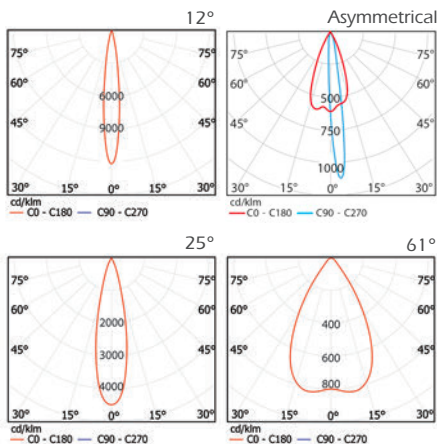 12°
75° 75°
60° 6000 60°
45° 9000 45°
30° 15° 0° 15° 30°
cd/klm
C0 - C180 C90 - C270
Asymmetrical
75° 75°
60° 500 60°
45° 750 45°
1000
30° 15° 0° 15° 30°
cd/klm
C0 - C180 C90 - C270
25°
75° 75°
60° 2000 60°
45° 3000 45°
4000
30° 15° 0° 15° 30°
cd/klm
C0 - C180 C90 - C270
61°
75° 75°
60° 400 60°
45° 600 45°
800
30° 15° 0° 15° 30°
cd/klm
C0 - C180 C90 - C270